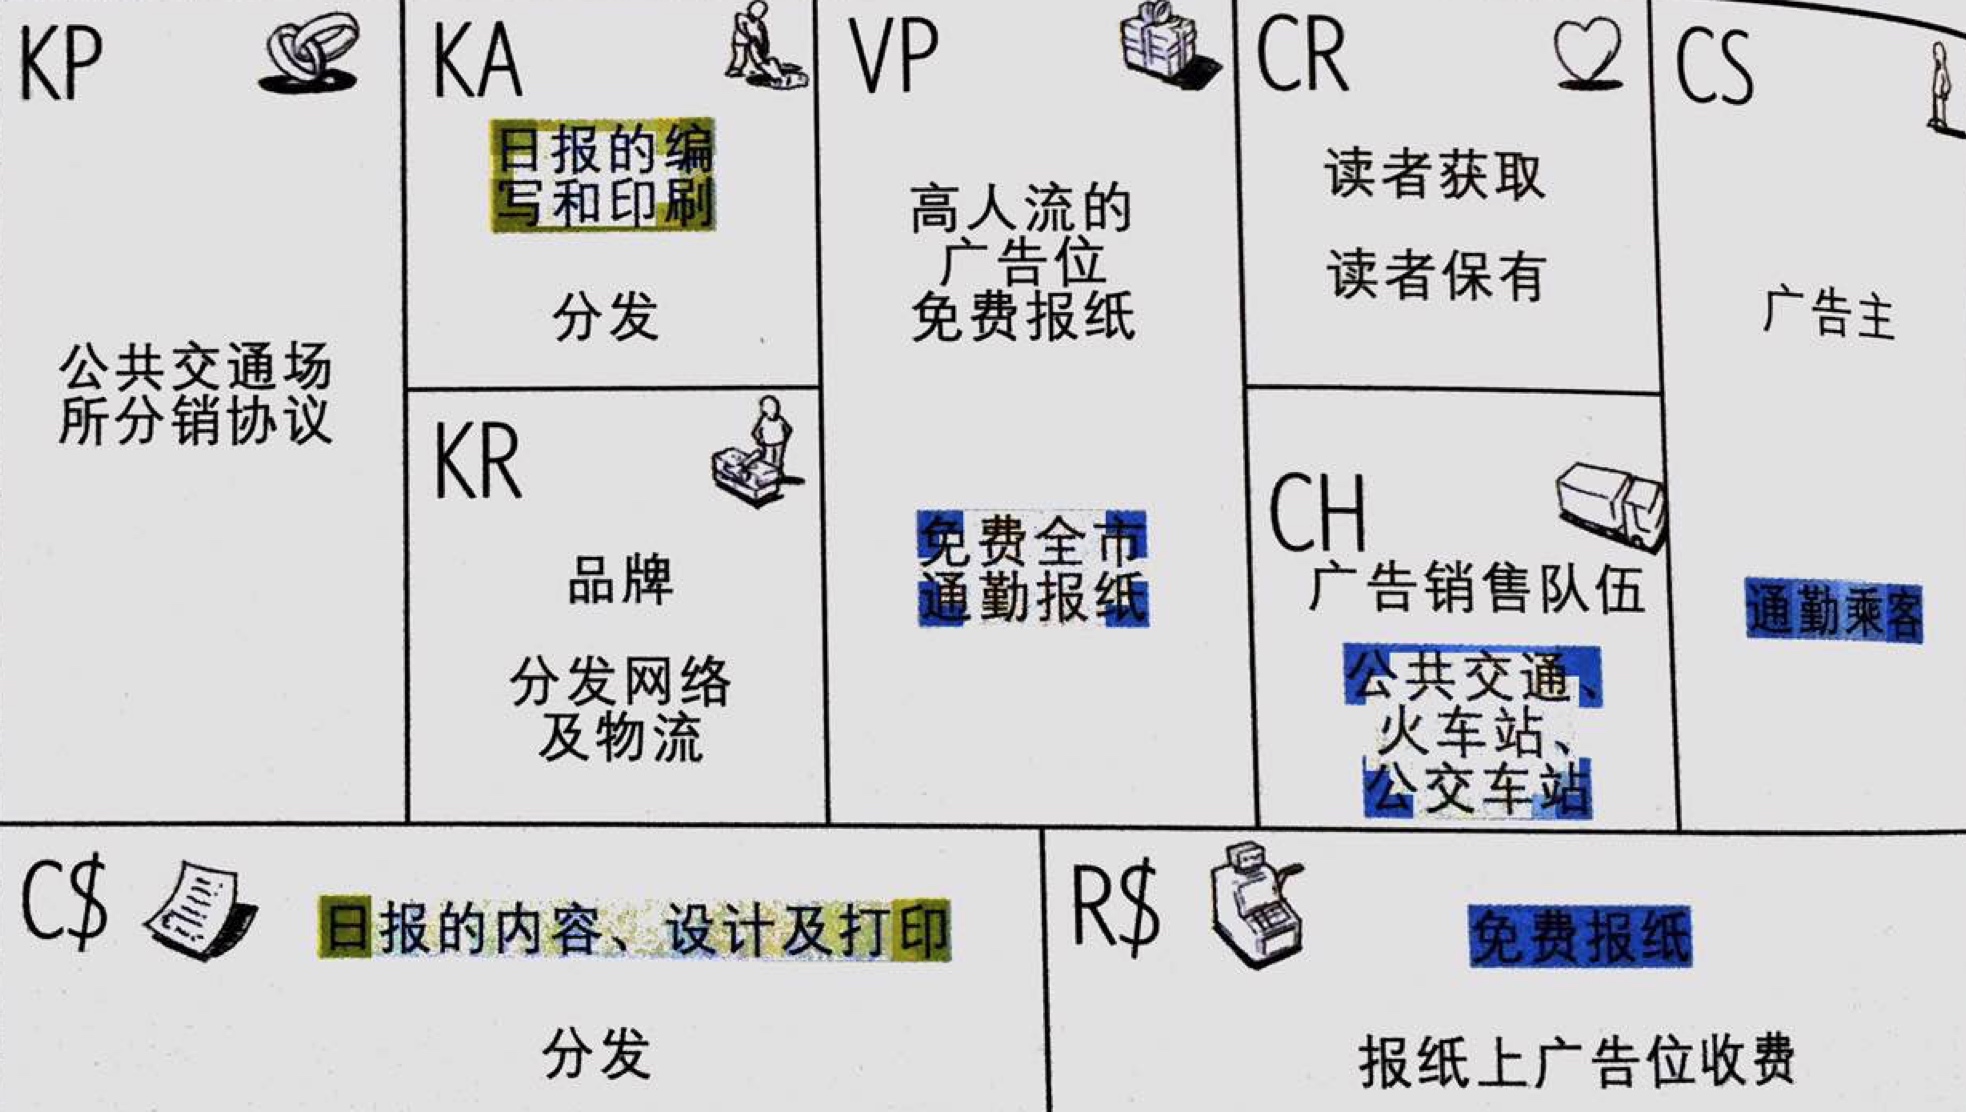 KP
公共交通场
所分销协议
KA
日报的编
写和印刷
分发
KR
品牌
分发网络
及物流
VP
高人流的
广告位
免费报纸
免费全市
通勤报纸
CR
读者获取
读者保有
CH
广告销售队伍
公共交通、
火车站、
公交车站
CS
广告主
通勤乘客
C$
日报的内容、设计及打印
分发
R$
免费报纸
报纸上广告位收费